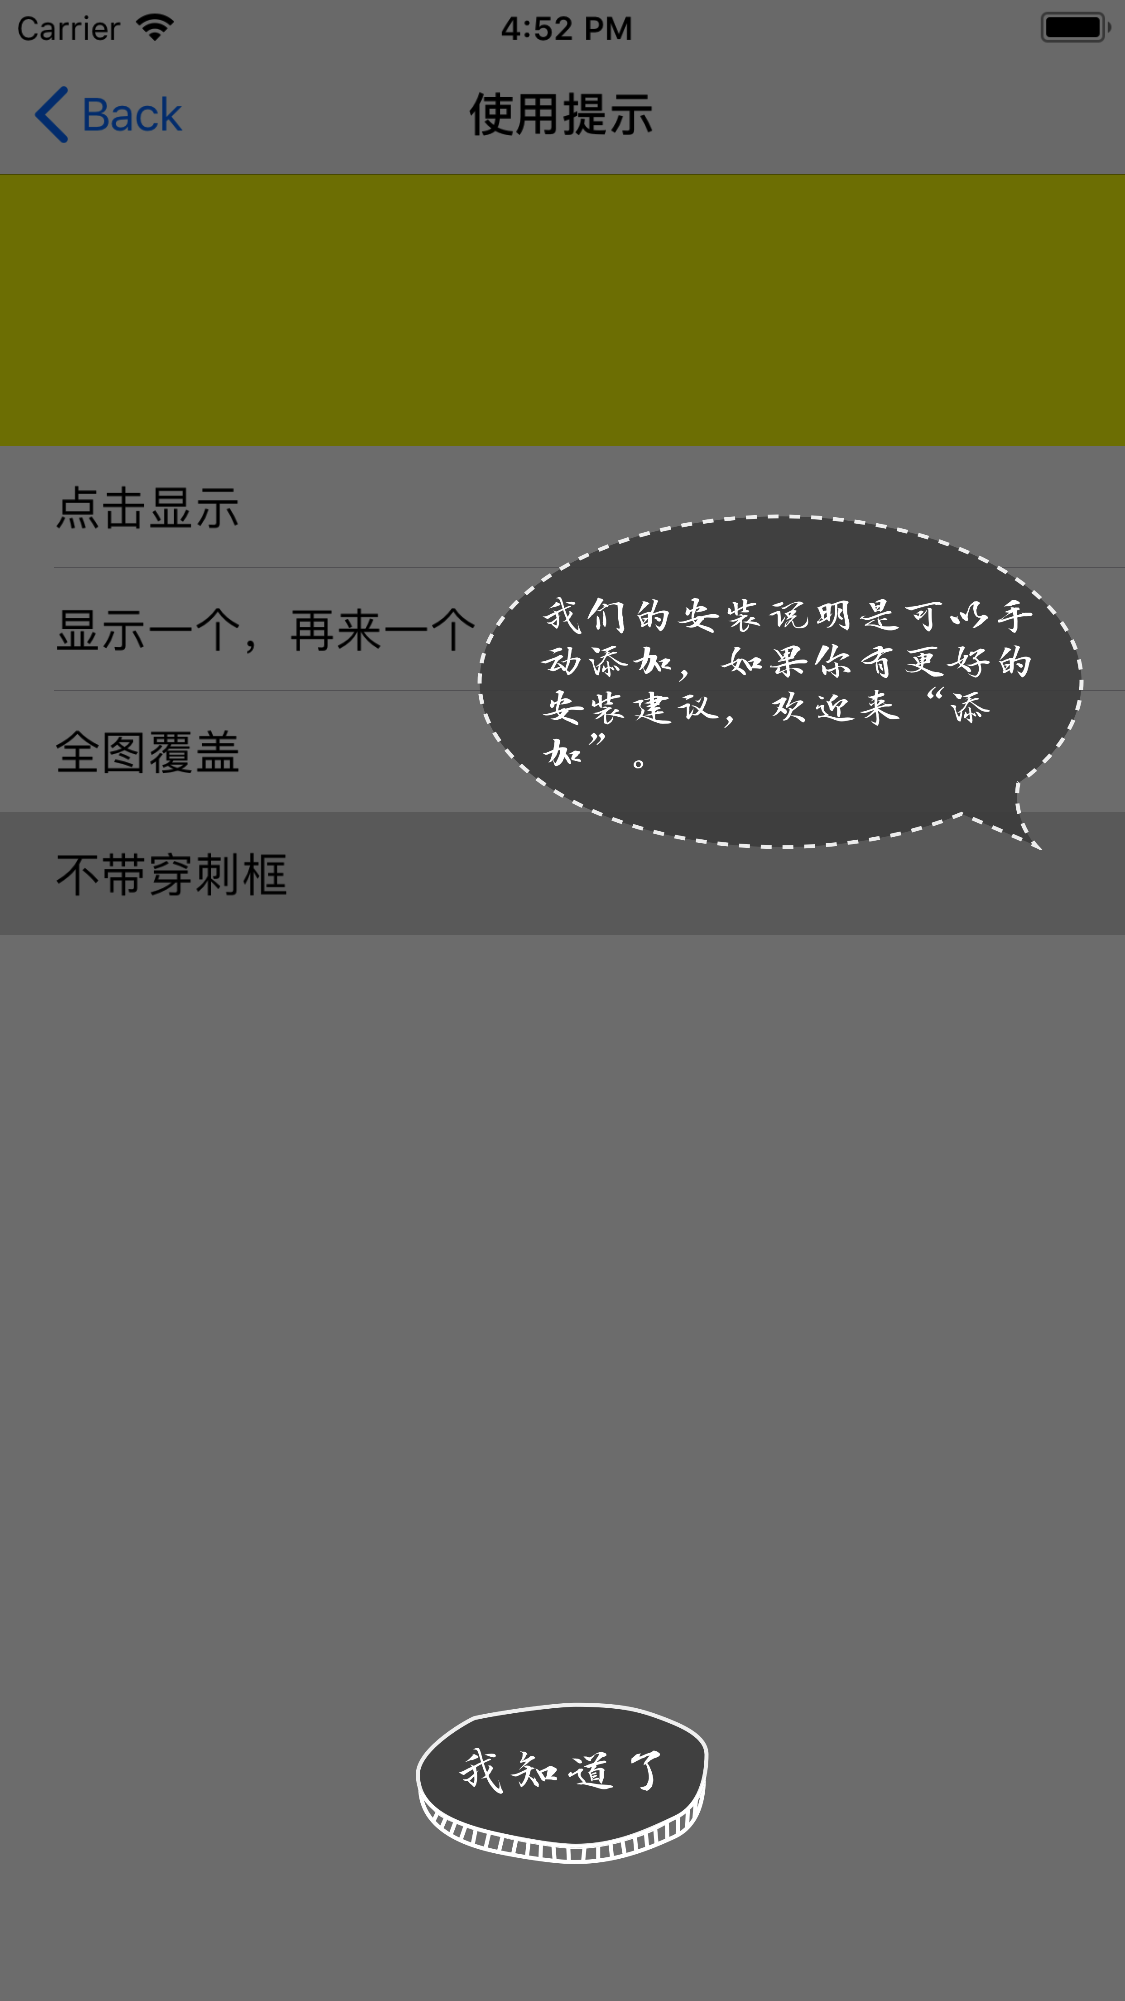 Carrier 4:52 PM
Back 使用提示
点击显示
显示一个，再来一个
全图覆盖
不带穿刺框
我们的安装说明是可以手
动添加，如果你有更好的
安装建议，欢迎来“添
加”。
我知道了